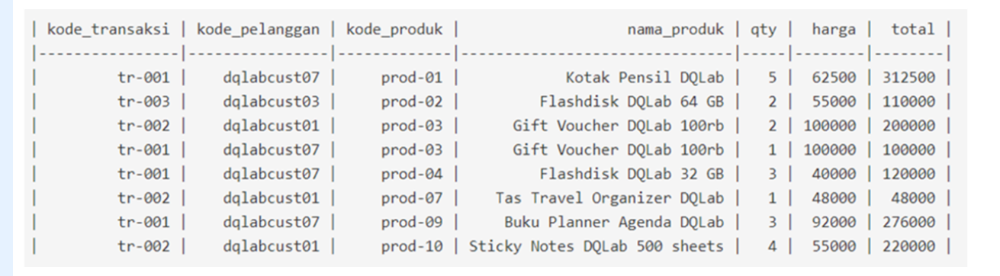 | kode_transaksi | kode_pelanggan | kode_produk |                  nama_produk | qty |  harga |  total |
|----------------|----------------|-------------|------------------------------|-----|--------|--------|
|         tr-001 |    dqlabcust07 |     prod-01 |           Kotak Pensil DQLab |   5 |  62500 | 312500 |
|         tr-003 |    dqlabcust03 |     prod-02 |        Flashdisk DQLab 64 GB |   2 |  55000 | 110000 |
|         tr-002 |    dqlabcust01 |     prod-03 |     Gift Voucher DQLab 100rb |   2 | 100000 | 200000 |
|         tr-001 |    dqlabcust07 |     prod-03 |     Gift Voucher DQLab 100rb |   1 | 100000 | 100000 |
|         tr-001 |    dqlabcust07 |     prod-04 |        Flashdisk DQLab 32 GB |   3 |  40000 | 120000 |
|         tr-002 |    dqlabcust01 |     prod-07 |   Tas Travel Organizer DQLab |   1 |  48000 |  48000 |
|         tr-001 |    dqlabcust07 |     prod-09 |    Buku Planner Agenda DQLab |   3 |  92000 | 276000 |
|         tr-002 |    dqlabcust01 |     prod-10 | Sticky Notes DQLab 500 sheets |   4 |  55000 | 220000 |